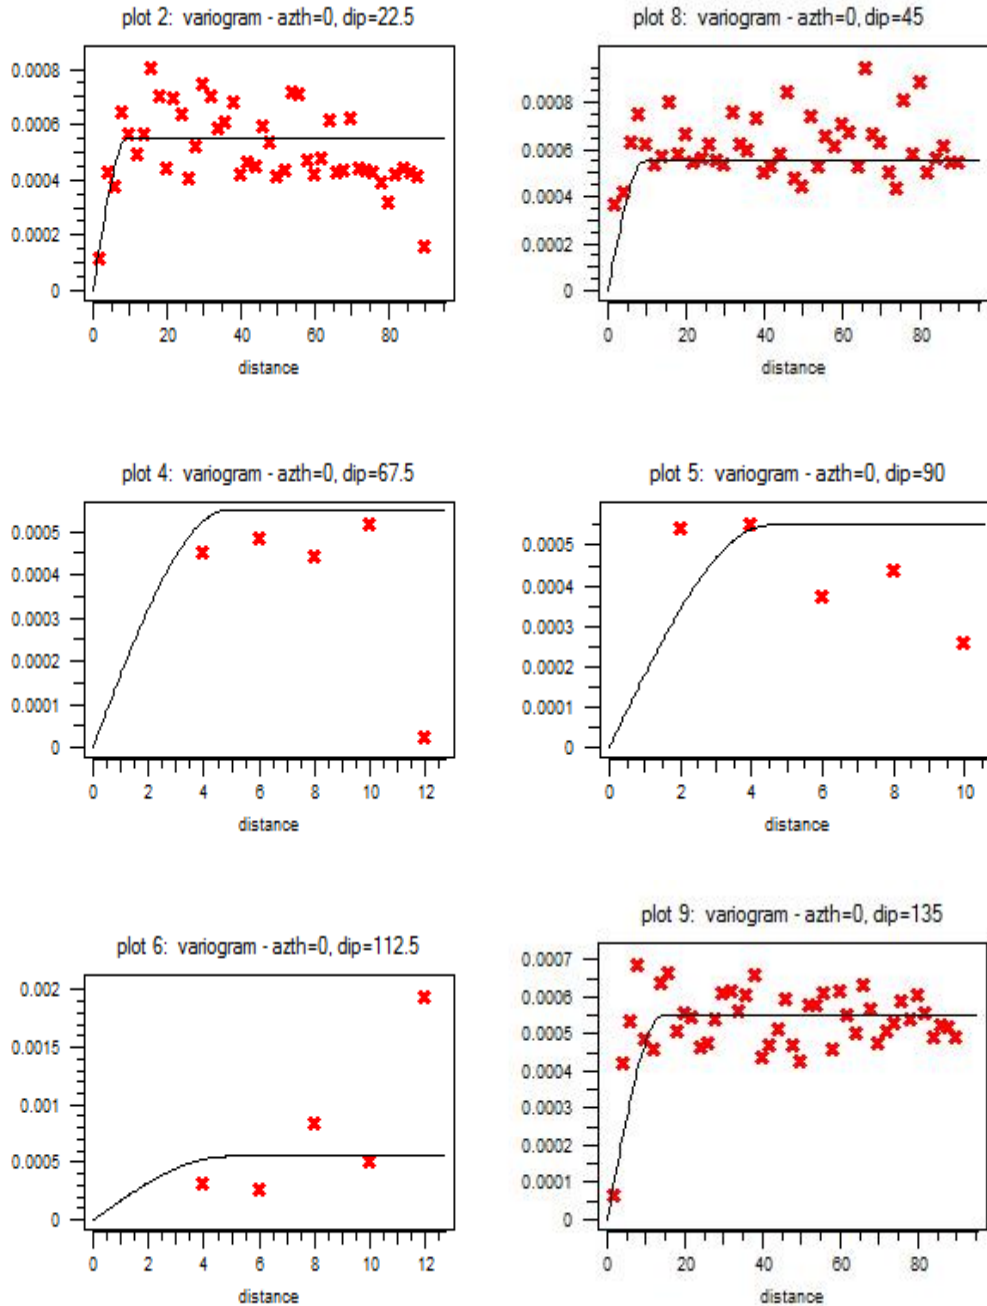 plot 2: variogram - azth=0, dip=22.5
0.0008
0.0006
0.0004
0.0002
0
0 20 40 60 80
distance
plot 8: variogram - azth=0, dip=45
0.0008
0.0006
0.0004
0.0002
0
0 20 40 60 80
distance
plot 4: variogram - azth=0, dip=67.5
0.0005
0.0004
0.0003
0.0002
0.0001
0
0 2 4 6 8 10 12
distance
plot 5: variogram - azth=0, dip=90
0.0005
0.0004
0.0003
0.0002
0.0001
0
0 2 4 6 8 10
distance
plot 6: variogram - azth=0, dip=112.5
0.002
0.0015
0.001
0.0005
0
0 2 4 6 8 10 12
distance
plot 9: variogram - azth=0, dip=135
0.0007
0.0006
0.0005
0.0004
0.0003
0.0002
0.0001
0
0 20 40 60 80
distance